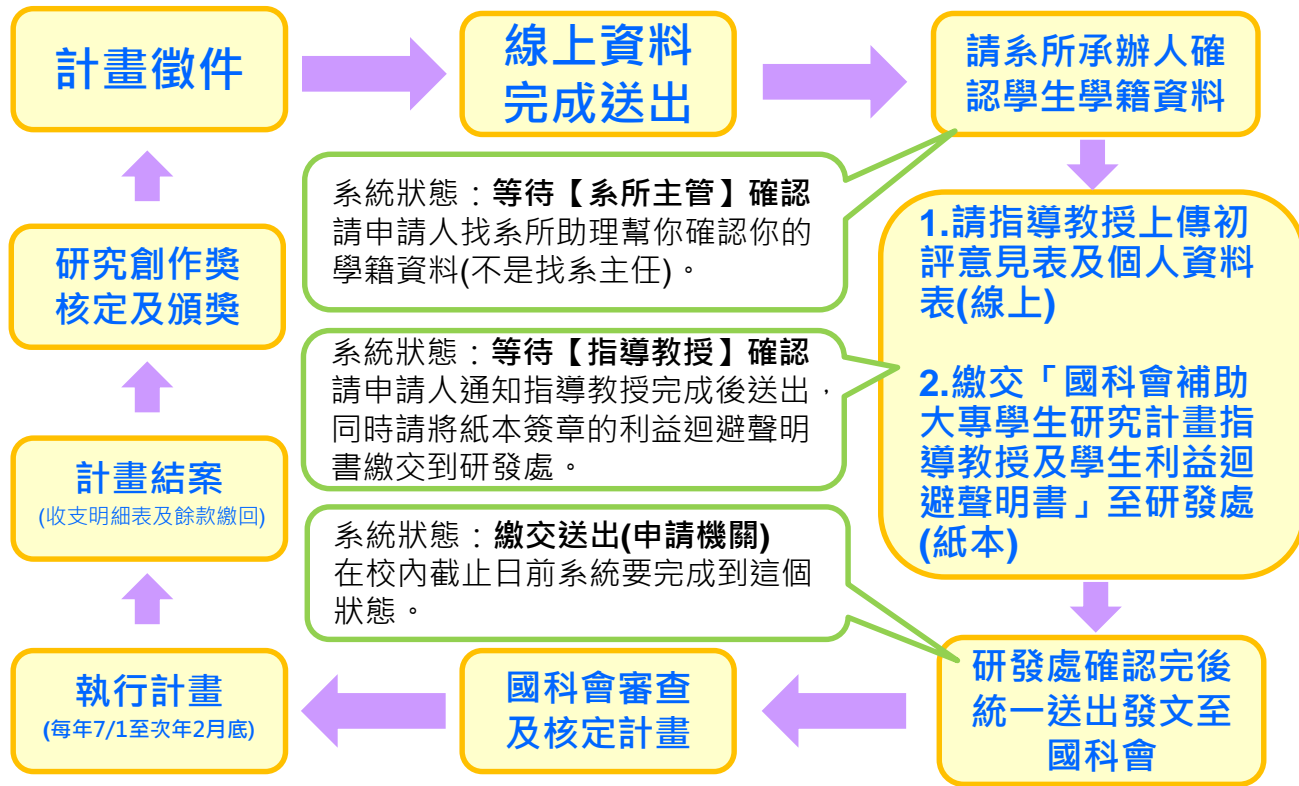 計畫徵件
線上資料
完成送出
請系所承辦人確
認學生學籍資料
系統狀態：等待【系所主管】確認
請申請人找系所助理幫你確認你的
學籍資料(不是找系主任)。
1.請指導教授上傳初
評意見表及個人資料
表(線上)
2.繳交「國科會補助
大專學生研究計畫指
導教授及學生利益迴
避聲明書」至研發處
(紙本)
系統狀態：等待【指導教授】確認
請申請人通知指導教授完成後送出，
同時請將紙本簽章的利益迴避聲明
書繳交到研發處。
系統狀態：繳交送出(申請機關)
在校內截止日前系統要完成到這個
狀態。
研發處確認完後
統一送出發文至
國科會
國科會審查
及核定計畫
執行計畫
(每年7/1至次年2月底)
計畫結案
(收支明細表及餘款繳回)
研究創作獎
核定及頒獎